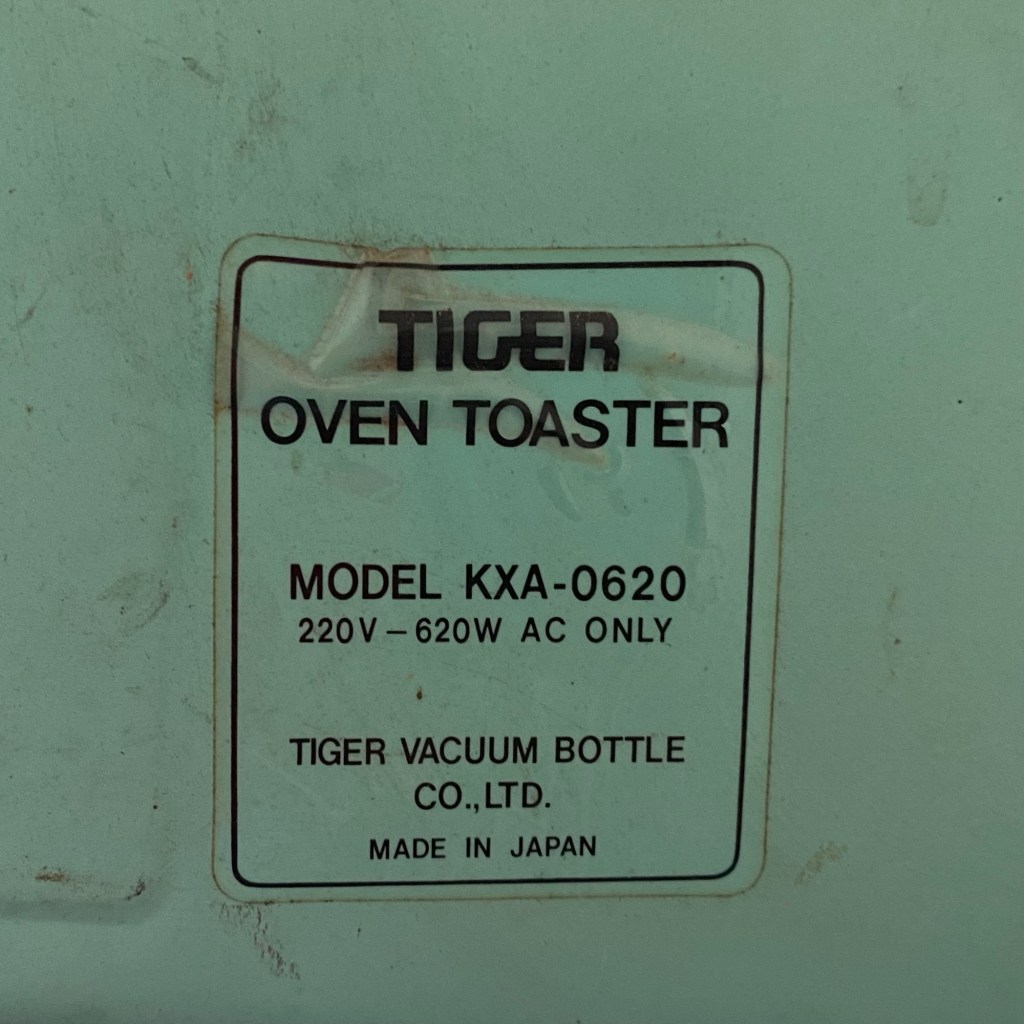 TIGER
OVEN TOASTER
MODEL KXA-0620
220V–620W AC ONLY
TIGER VACUUM BOTTLE
CO.,LTD.
MADE IN JAPAN